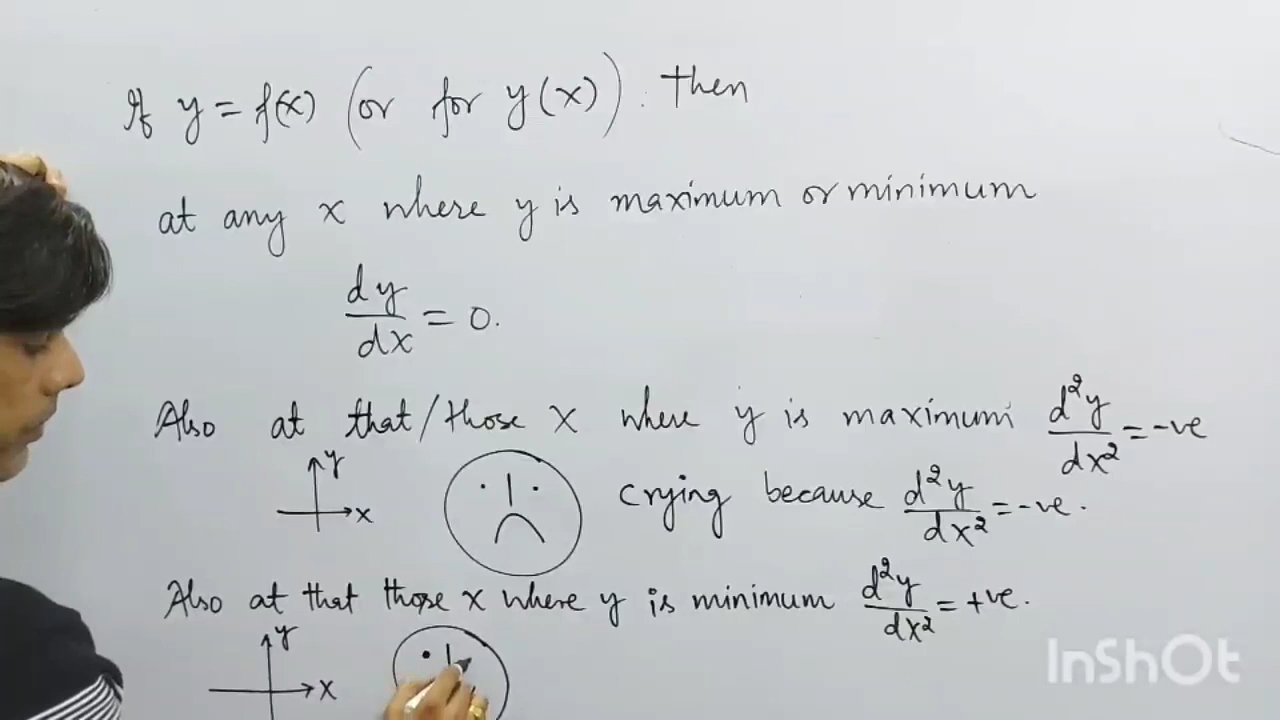 If y = f(x) (or for y(x)). Then
at any x where y is maximum or minimum
dy/dx = 0.
Also at that/those x where y is maximum d²y/dx² = -ve
y
x
crying because d²y/dx² = -ve.
Also at that those x where y is minimum d²y/dx² = +ve.
y
x
InShOt